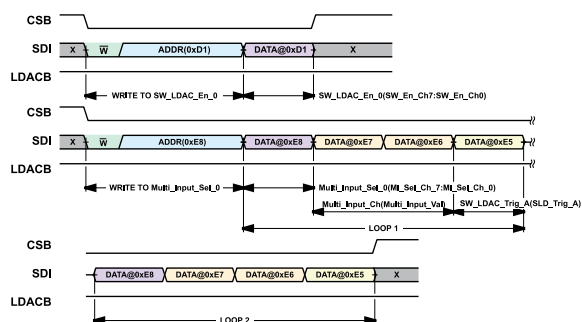 CSB
SDI X W ADDR(0xD1) DATA@0xD1 X
LDACB
WRITE TO SW_LDAC_En_0 SW_LDAC_En_0(SW_En_Ch7:SW_En_Ch0)
CSB
SDI X W ADDR(0xE8) DATA@0xE8 DATA@0xE7 DATA@0xE6 DATA@0xE5
LDACB
WRITE TO Multi_Input_Sel_0 Multi_Input_Sel_0(MI_Sel_Ch_7:MI_Sel_Ch_0)
Multi_Input_Ch(Multi_Input_Val) SW_LDAC_Trig_A(SLD_Trig_A)
LOOP 1
CSB
SDI DATA@0xE8 DATA@0xE7 DATA@0xE6 DATA@0xE5 X
LDACB
LOOP 2